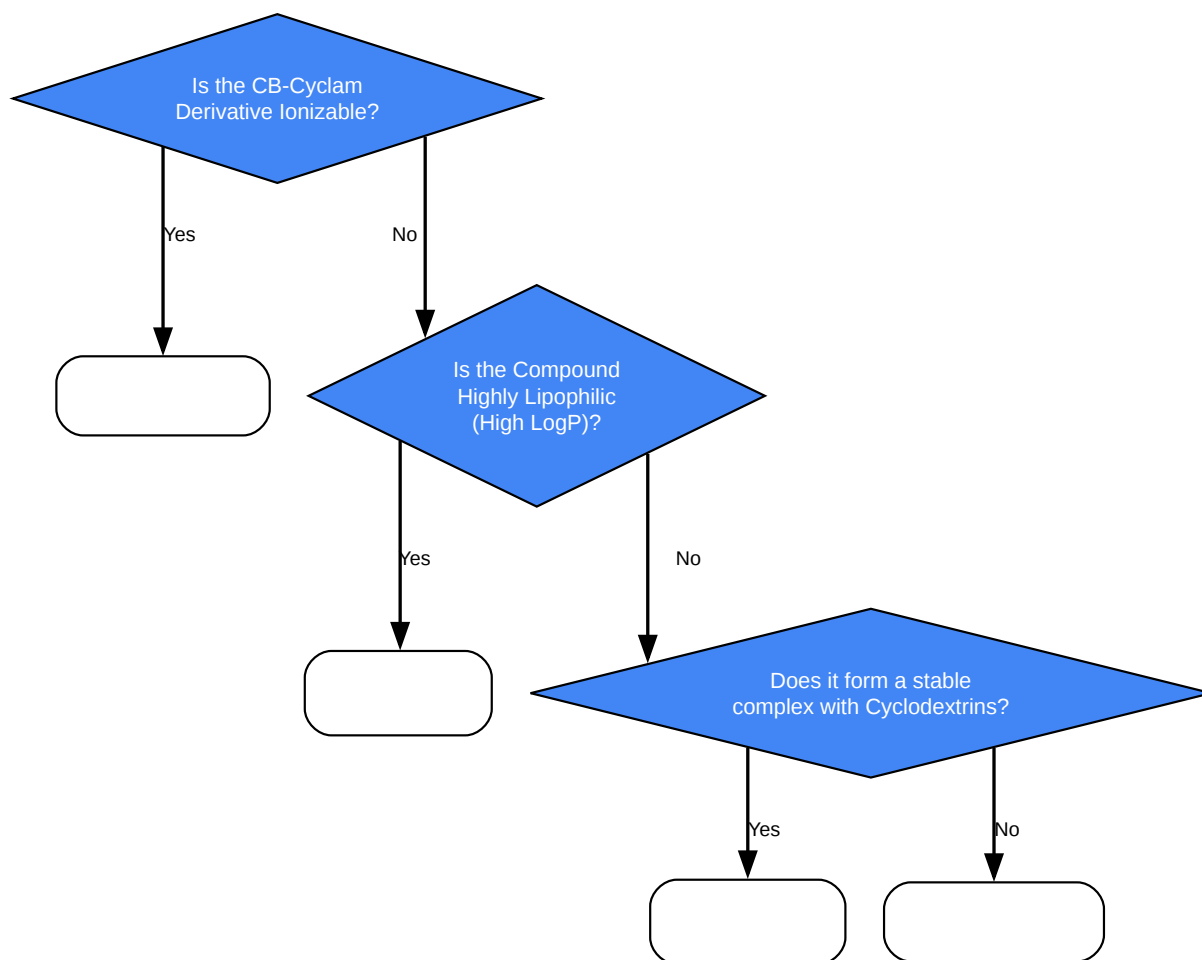 Is the CB-Cyclam
Derivative Ionizable?
Yes
No
Is the Compound
Highly Lipophilic
(High LogP)?
Yes
No
Does it form a stable
complex with Cyclodextrins?
Yes
No